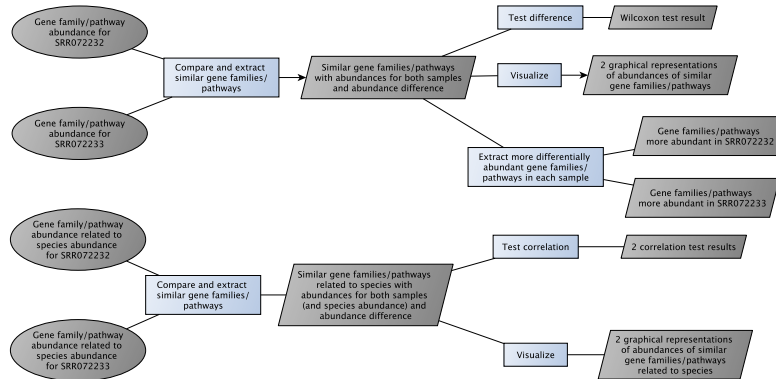 Gene family/pathway
abundance for
SRR072232
Gene family/pathway
abundance for
SRR072233
Compare and extract
similar gene families/
pathways
Similar gene families/pathways
with abundances for both samples
and abundance difference
Test difference
Wilcoxon test result
Visualize
2 graphical representations
of abundances of similar
gene families/pathways
Extract more differentially
abundant gene families/
pathways in each sample
Gene families/pathways
more abundant in SRR072232
Gene families/pathways
more abundant in SRR072233
Gene family/pathway
abundance related to
species abundance
for SRR072232
Gene family/pathway
abundance related to
species abundance
for SRR072233
Compare and extract
similar gene families/
pathways
Similar gene families/pathways
related to species with
abundances for both samples
(and species abundance) and
abundance difference
Test correlation
2 correlation test results
Visualize
2 graphical representations
of abundances of similar
gene families/pathways
related to species